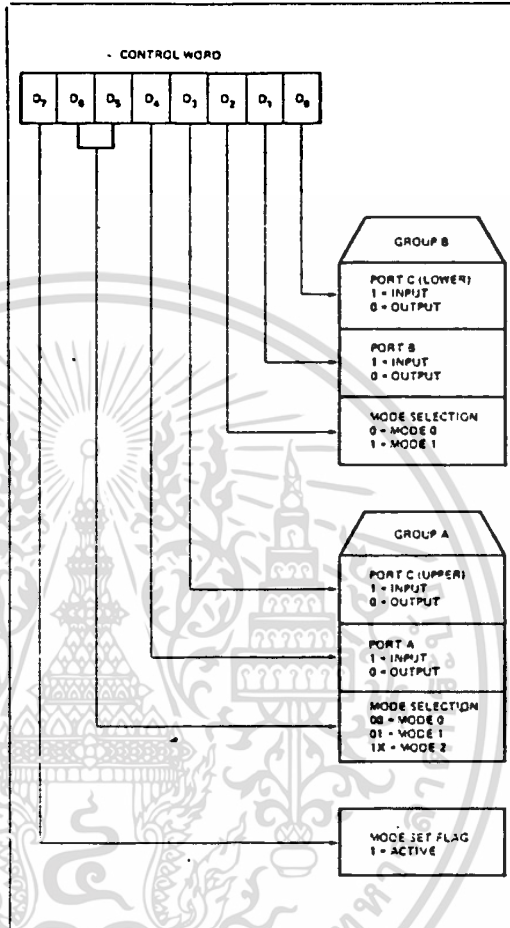 CONTROL WORD
D7 D6 D5 D4 D3 D2 D1 D0
GROUP B
PORT C (LOWER)
1 = INPUT
0 = OUTPUT
PORT B
1 = INPUT
0 = OUTPUT
MODE SELECTION
0 = MODE 0
1 = MODE 1
GROUP A
PORT C (UPPER)
1 = INPUT
0 = OUTPUT
PORT A
1 = INPUT
0 = OUTPUT
MODE SELECTION
00 = MODE 0
01 = MODE 1
1X = MODE 2
MODE SET FLAG
1 = ACTIVE